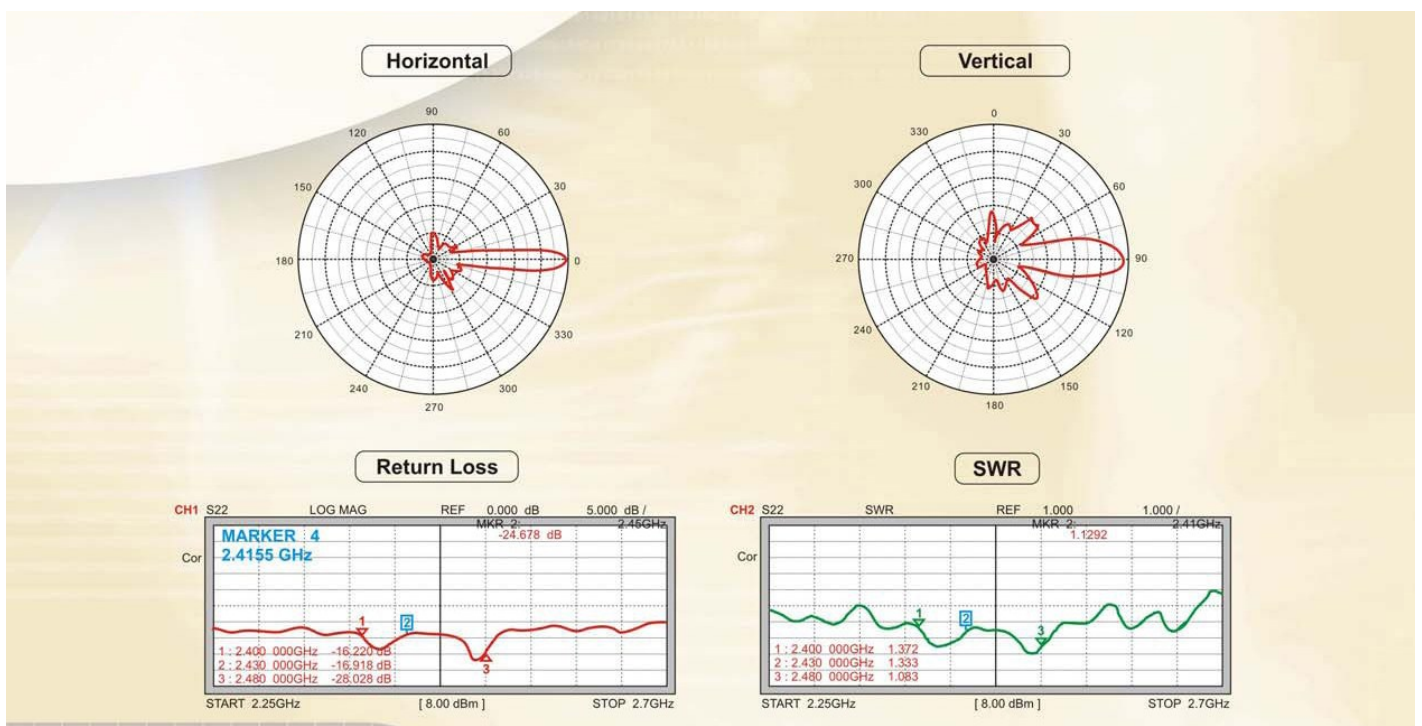 Horizontal
Vertical
90
120
60
150
30
180
0
210
330
240
300
270
0
330
30
300
60
270
90
240
120
210
150
180
Return Loss
SWR
CH1 S22 LOG MAG REF 0.000 dB 5.000 dB /
MKR 2: 2.45GHz
-24.678 dB
MARKER 4
2.4155 GHz
Cor
1
2
3
1 : 2.400 000GHz -16.220 dB
2 : 2.430 000GHz -16.918 dB
3 : 2.480 000GHz -28.028 dB
START 2.25GHz [ 8.00 dBm ] STOP 2.7GHz
CH2 S22 SWR REF 1.000 1.000 /
MKR 2: 2.41GHz
1.1292
Cor
1
2
3
1 : 2.400 000GHz 1.372
2 : 2.430 000GHz 1.333
3 : 2.480 000GHz 1.083
START 2.25GHz [ 8.00 dBm ] STOP 2.7GHz